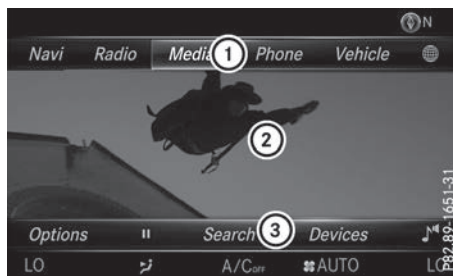 N
Navi Radio Media 1 Phone Vehicle
2
Options Search 3 Devices
LO A/C OFF AUTO LO
P82.89-1651-31